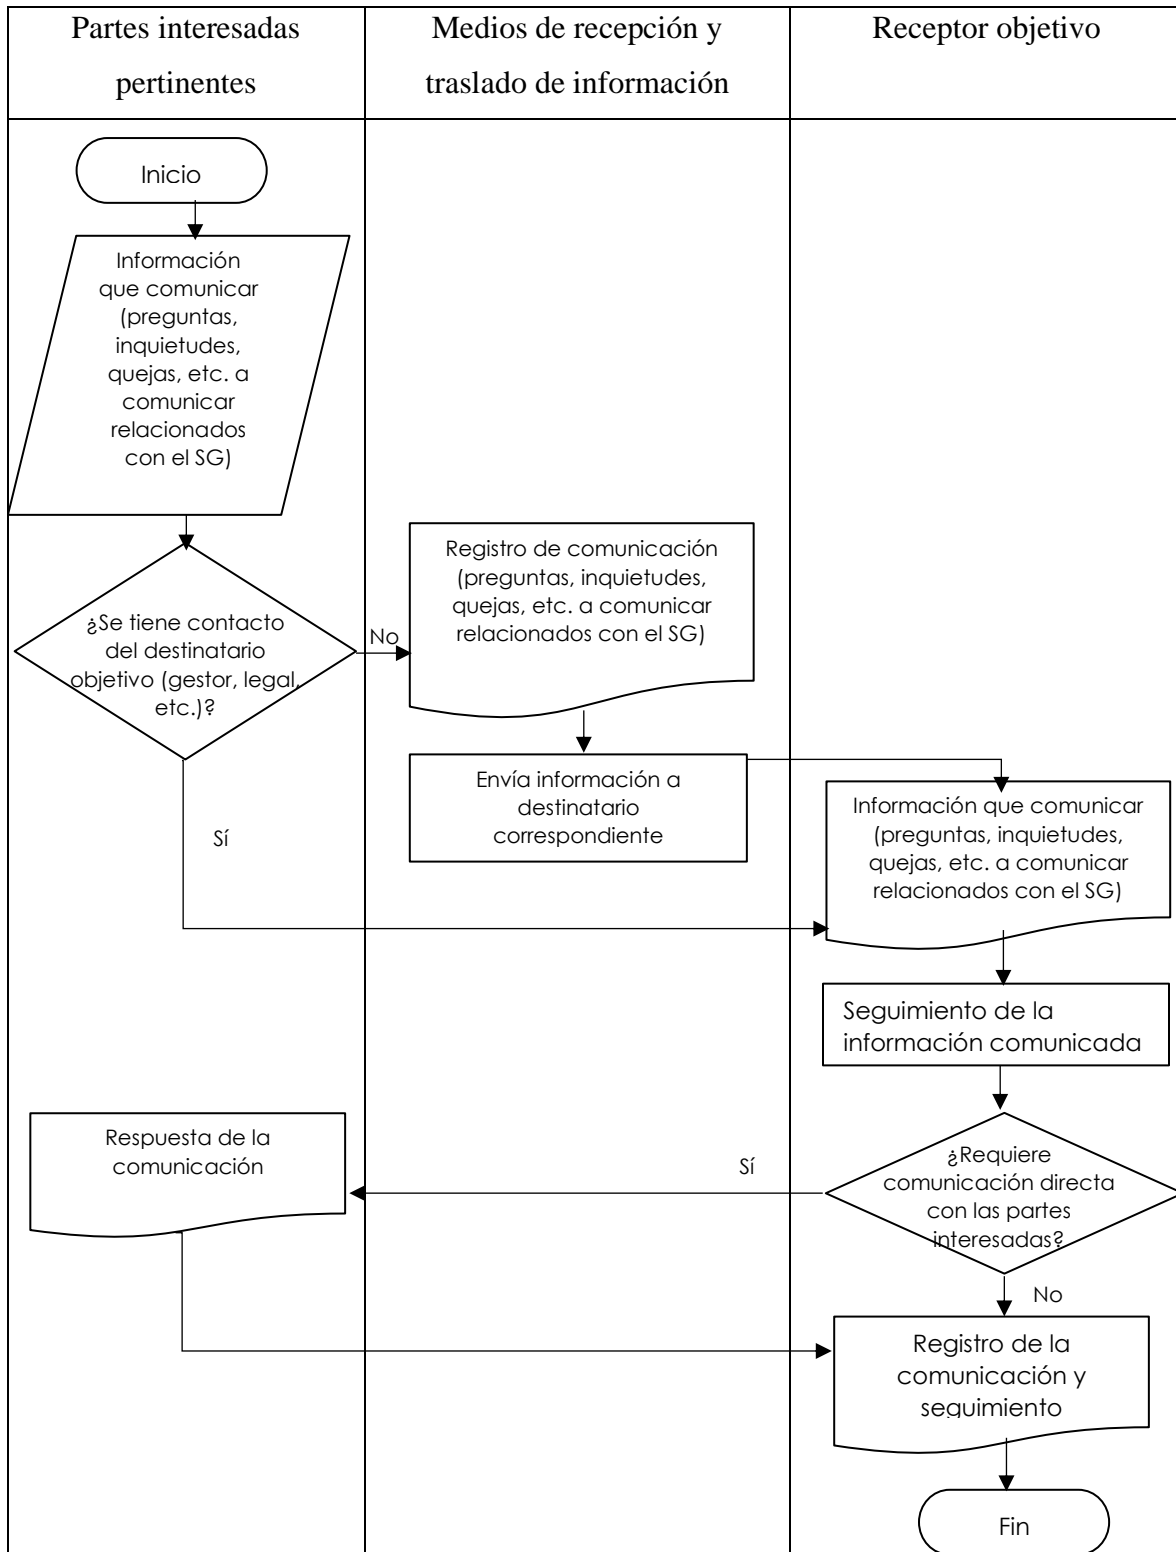 Partes interesadas
pertinentes
Medios de recepción y
traslado de información
Receptor objetivo
Inicio
Información
que comunicar
(preguntas,
inquietudes,
quejas, etc. a
comunicar
relacionados
con el SG)
¿Se tiene contacto
del destinatario
objetivo (gestor, legal,
etc.)?
No
Registro de comunicación
(preguntas, inquietudes,
quejas, etc. a comunicar
relacionados con el SG)
Envía información a
destinatario
correspondiente
Sí
Información que comunicar
(preguntas, inquietudes,
quejas, etc. a comunicar
relacionados con el SG)
Seguimiento de la
información comunicada
¿Requiere
comunicación directa
con las partes
interesadas?
Sí
Respuesta de la
comunicación
No
Registro de la
comunicación y
seguimiento
Fin